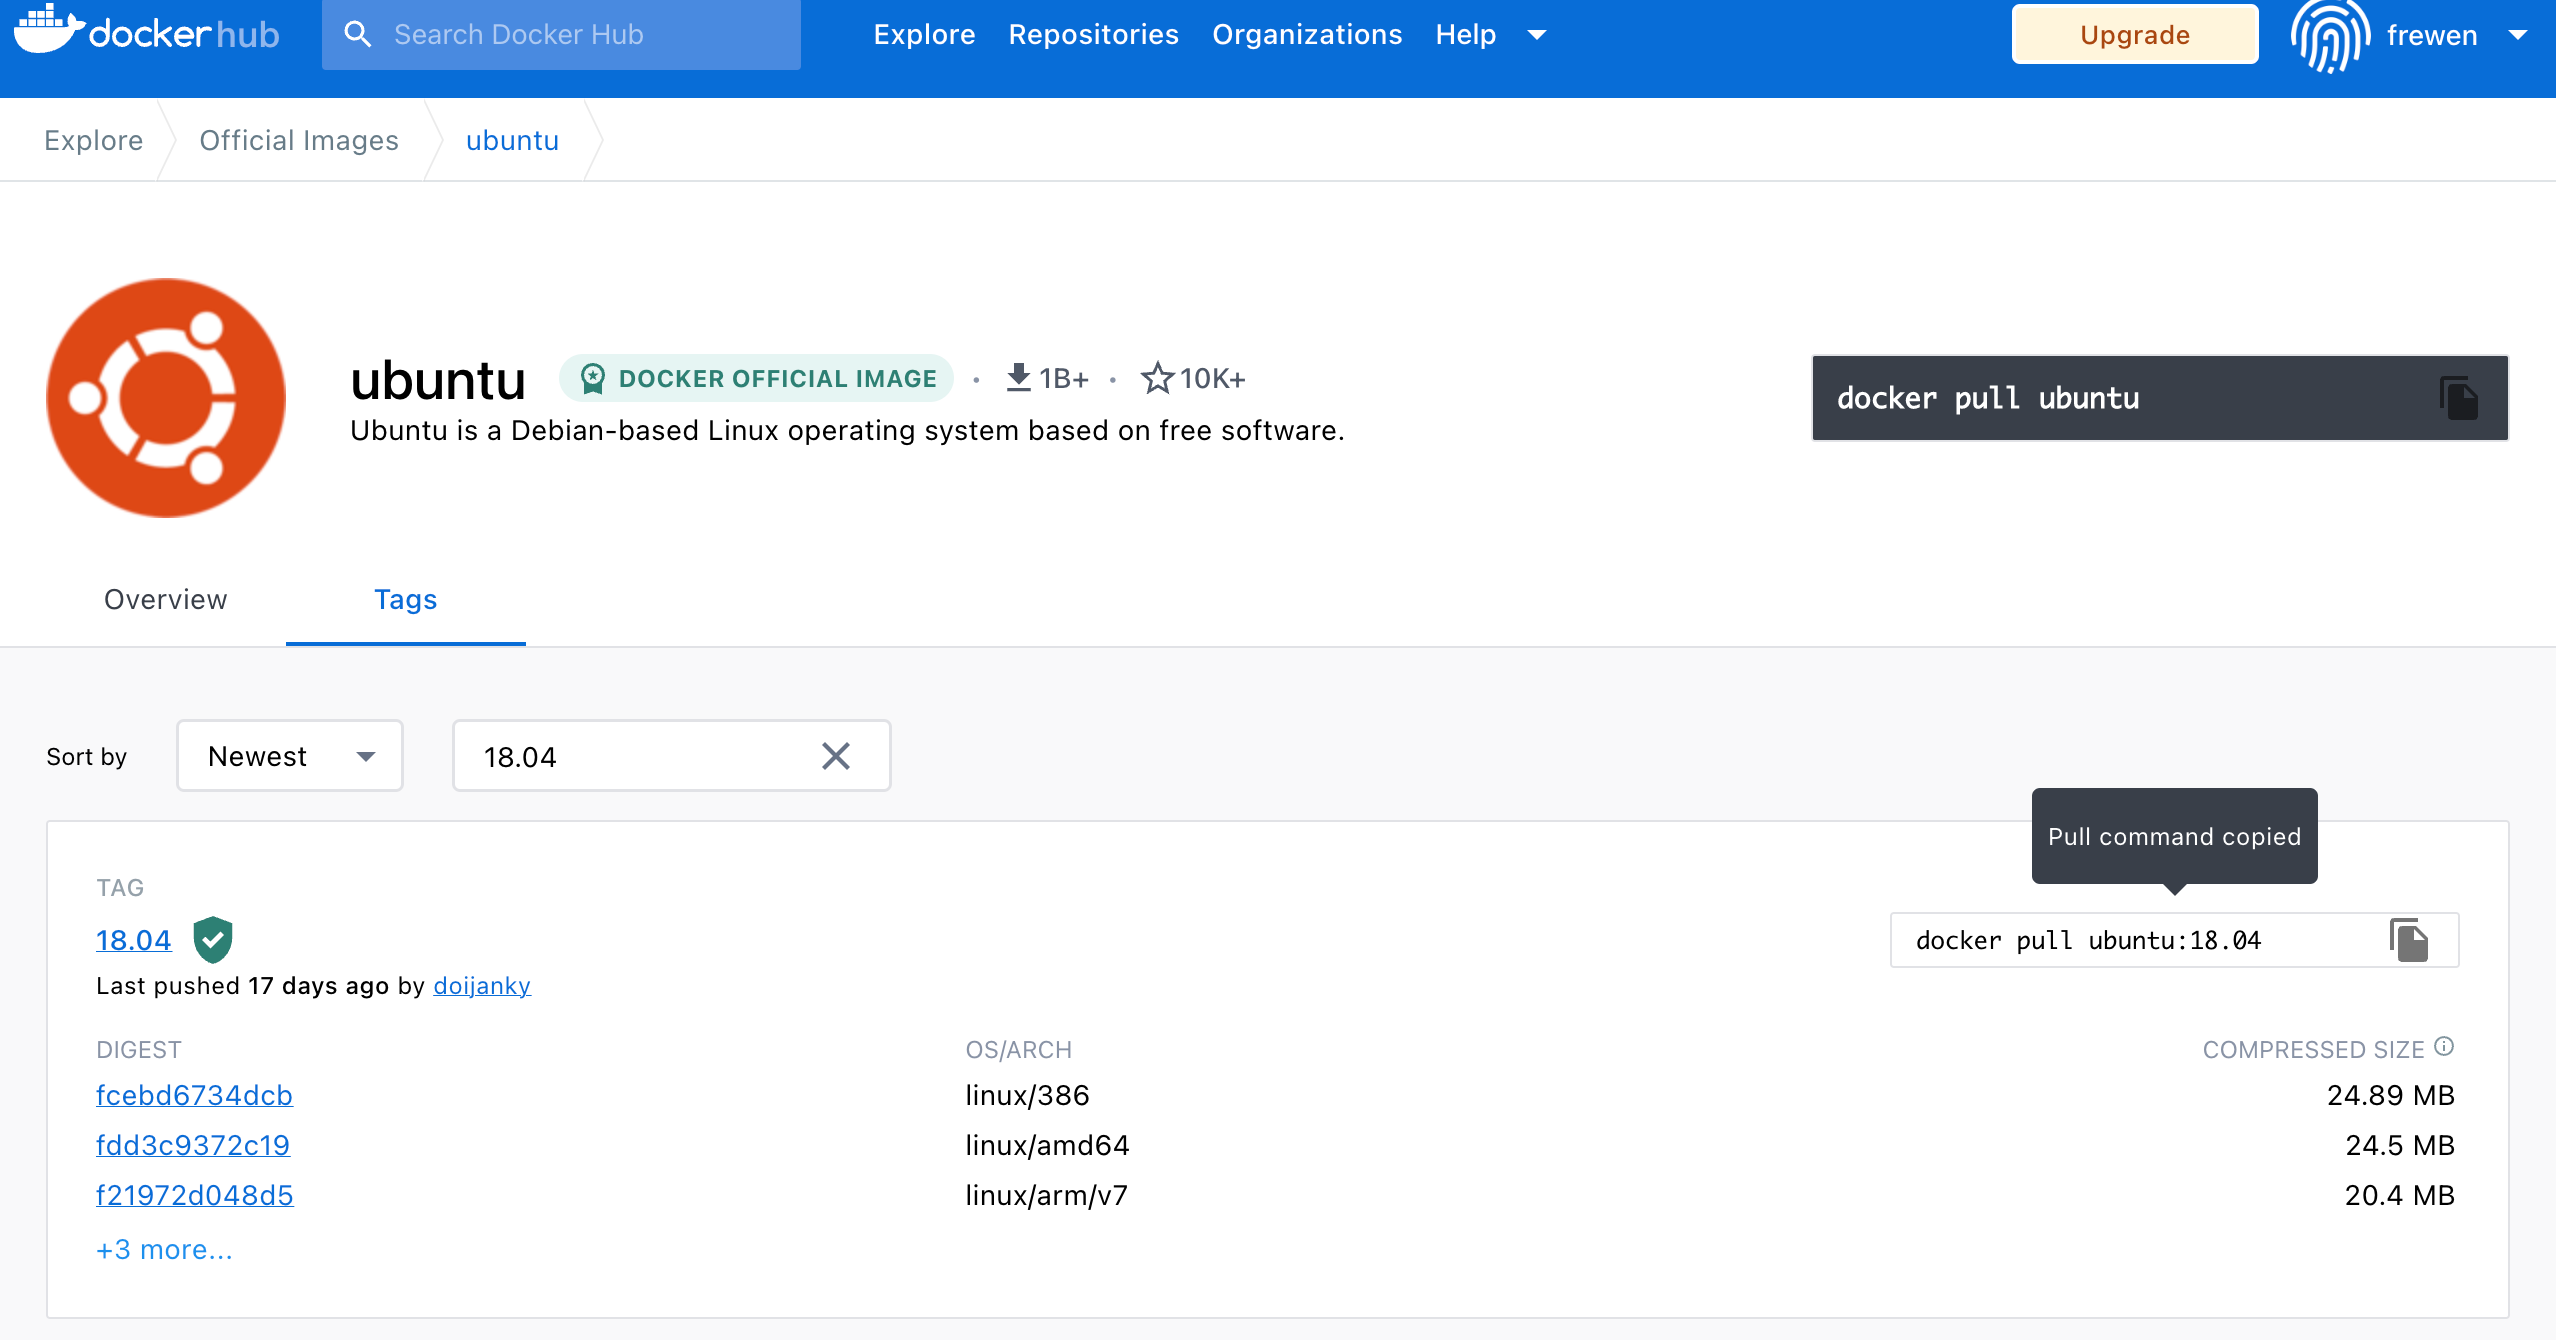 docker hub Search Docker Hub Explore Repositories Organizations Help Upgrade frewen
Explore Official Images ubuntu
ubuntu DOCKER OFFICIAL IMAGE · 1B+ · 10K+
Ubuntu is a Debian-based Linux operating system based on free software.
docker pull ubuntu
Overview Tags
Sort by Newest 18.04
Pull command copied
TAG
18.04
docker pull ubuntu:18.04
Last pushed 17 days ago by doijanky
DIGEST OS/ARCH COMPRESSED SIZE
fcebd6734dcb linux/386 24.89 MB
fdd3c9372c19 linux/amd64 24.5 MB
f21972d048d5 linux/arm/v7 20.4 MB
+3 more...